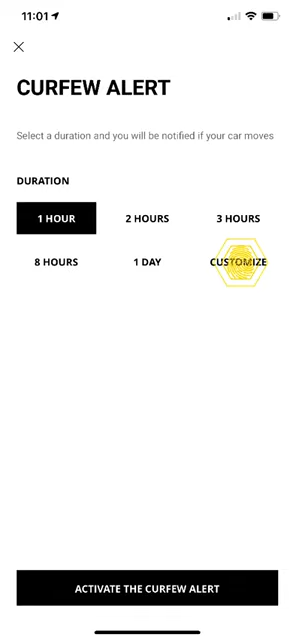 11:01
CURFEW ALERT
Select a duration and you will be notified if your car moves
DURATION
1 HOUR 2 HOURS 3 HOURS
8 HOURS 1 DAY CUSTOMIZE
ACTIVATE THE CURFEW ALERT